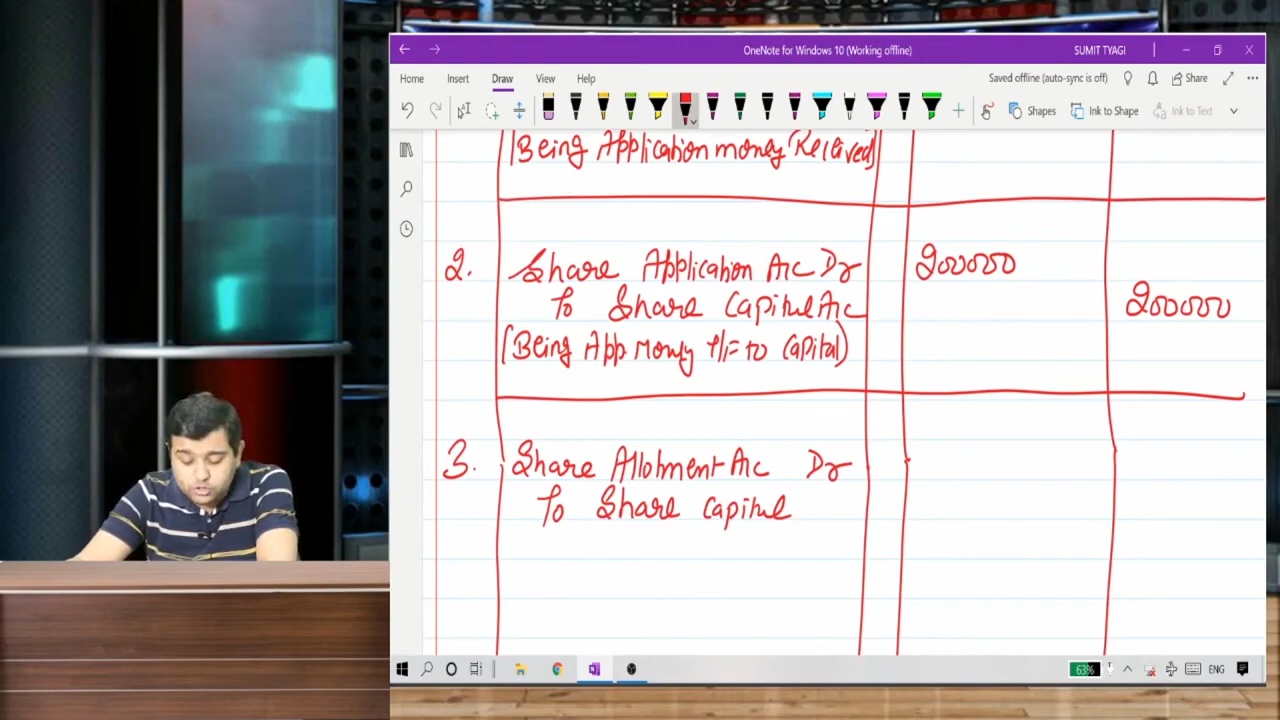 OneNote for Windows 10 (Working offline)
SUMIT TYAGI
Home Insert Draw View Help
Saved offline (auto-sync is off)
Share
Shapes
Ink to Shape
Ink to Text
(Being Application money Received)
2. Share Application A/c Dr 200000
To Share Capital A/c 200000
(Being App Money T/F to Capital)
3. Share Allotment A/c Dr
To Share Capital
63%
ENG